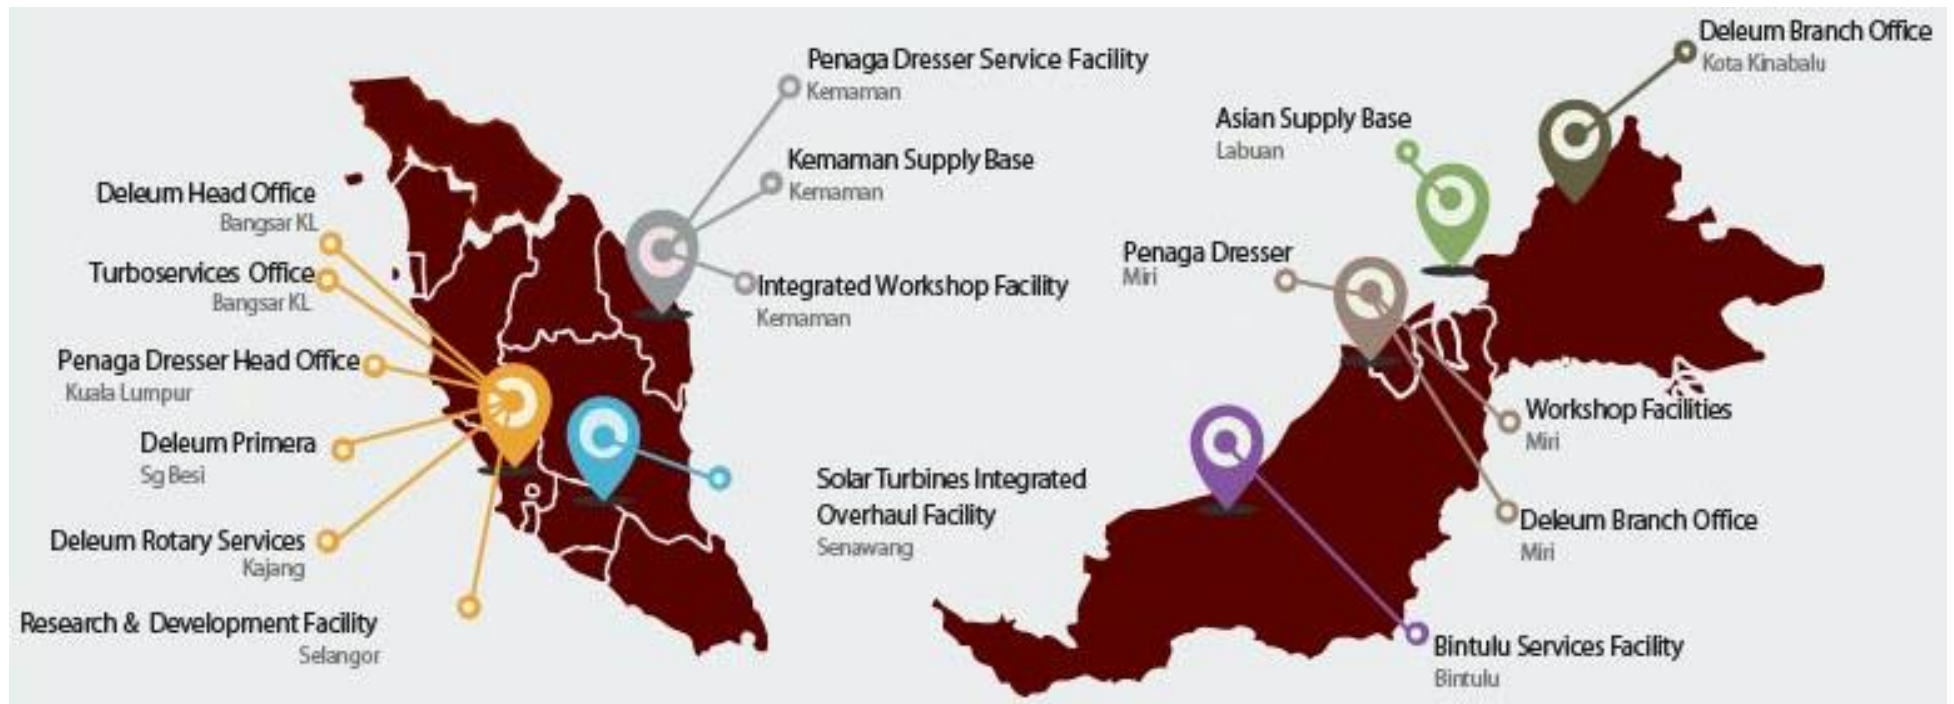 Deleum Head Office
Bangsar KL
Turboservices Office
Bangsar KL
Penaga Dresser Head Office
Kuala Lumpur
Deleum Primera
Sg Besi
Deleum Rotary Services
Kajang
Research & Development Facility
Selangor
Penaga Dresser Service Facility
Kemaman
Kemaman Supply Base
Kemaman
Integrated Workshop Facility
Kemaman
Solar Turbines Integrated
Overhaul Facility
Senawang
Deleum Branch Office
Kota Kinabalu
Asian Supply Base
Labuan
Penaga Dresser
Miri
Workshop Facilities
Miri
Deleum Branch Office
Miri
Bintulu Services Facility
Bintulu